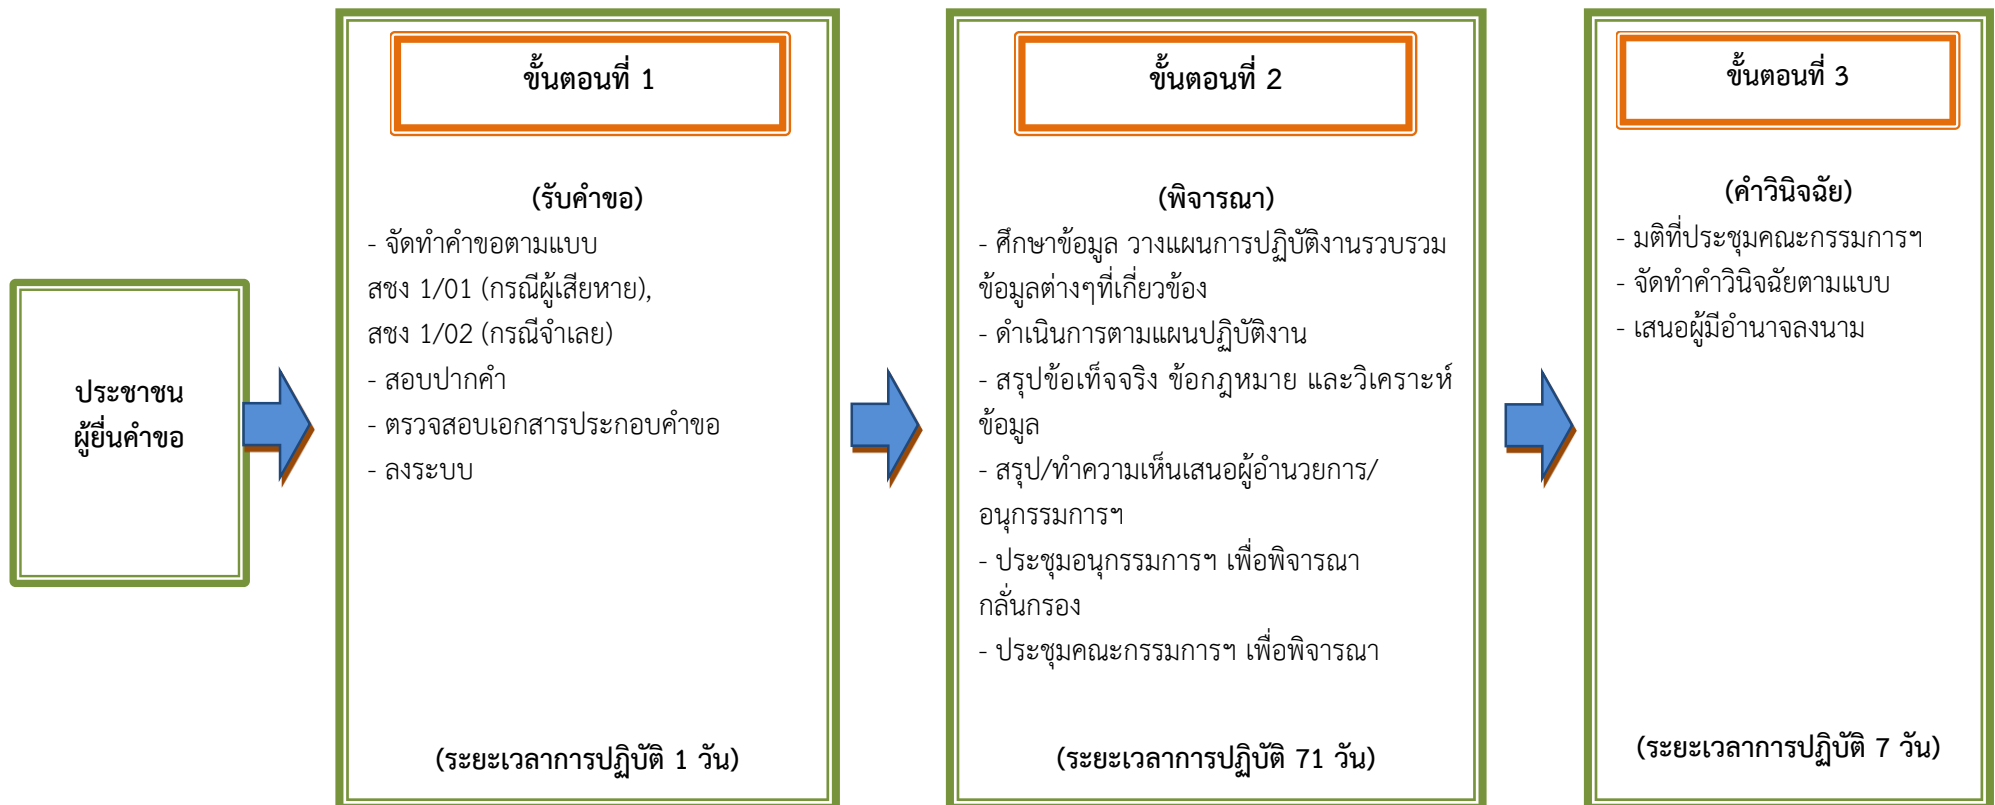 ประชาชน
ผู้ยื่นคำขอ
ขั้นตอนที่ 1
(รับคำขอ)
- จัดทำคำขอตามแบบ
สชง 1/01 (กรณีผู้เสียหาย),
สชง 1/02 (กรณีจำเลย)
- สอบปากคำ
- ตรวจสอบเอกสารประกอบคำขอ
- ลงระบบ
(ระยะเวลาการปฏิบัติ 1 วัน)
ขั้นตอนที่ 2
(พิจารณา)
- ศึกษาข้อมูล วางแผนการปฏิบัติงานรวบรวม
ข้อมูลต่างๆที่เกี่ยวข้อง
- ดำเนินการตามแผนปฏิบัติงาน
- สรุปข้อเท็จจริง ข้อกฎหมาย และวิเคราะห์
ข้อมูล
- สรุป/ทำความเห็นเสนอผู้อำนวยการ/
อนุกรรมการฯ
- ประชุมอนุกรรมการฯ เพื่อพิจารณา
กลั่นกรอง
- ประชุมคณะกรรมการฯ เพื่อพิจารณา
(ระยะเวลาการปฏิบัติ 71 วัน)
ขั้นตอนที่ 3
(คำวินิจฉัย)
- มติที่ประชุมคณะกรรมการฯ
- จัดทำคำวินิจฉัยตามแบบ
- เสนอผู้มีอำนาจลงนาม
(ระยะเวลาการปฏิบัติ 7 วัน)